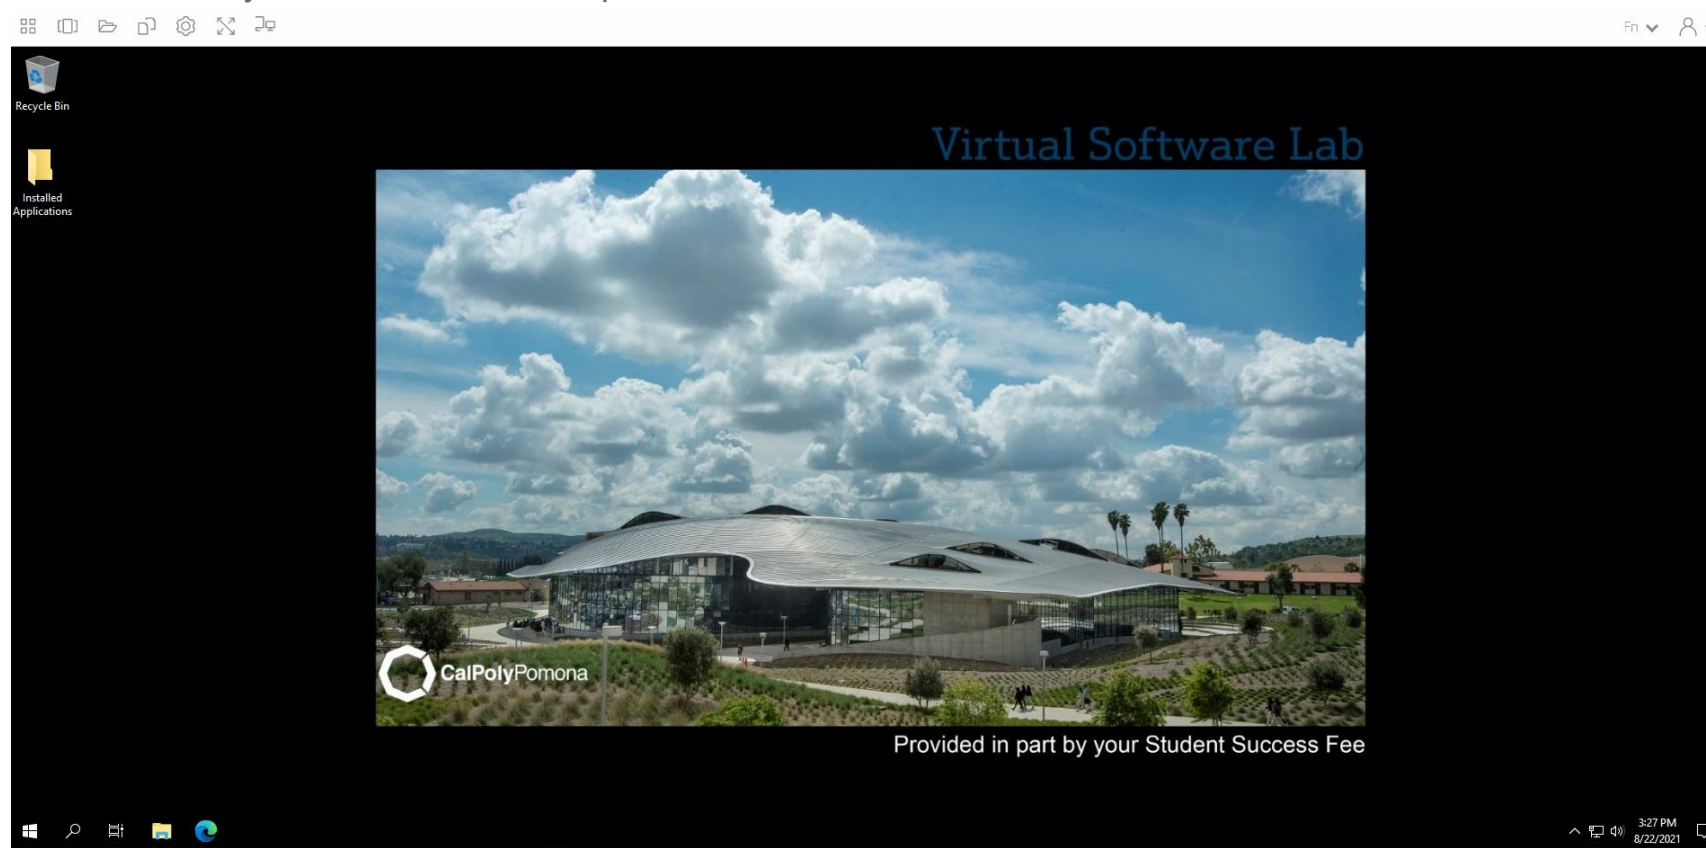 Fn
Recycle Bin
Installed
Applications
Virtual Software Lab
CalPolyPomona
Provided in part by your Student Success Fee
3:27 PM
8/22/2021